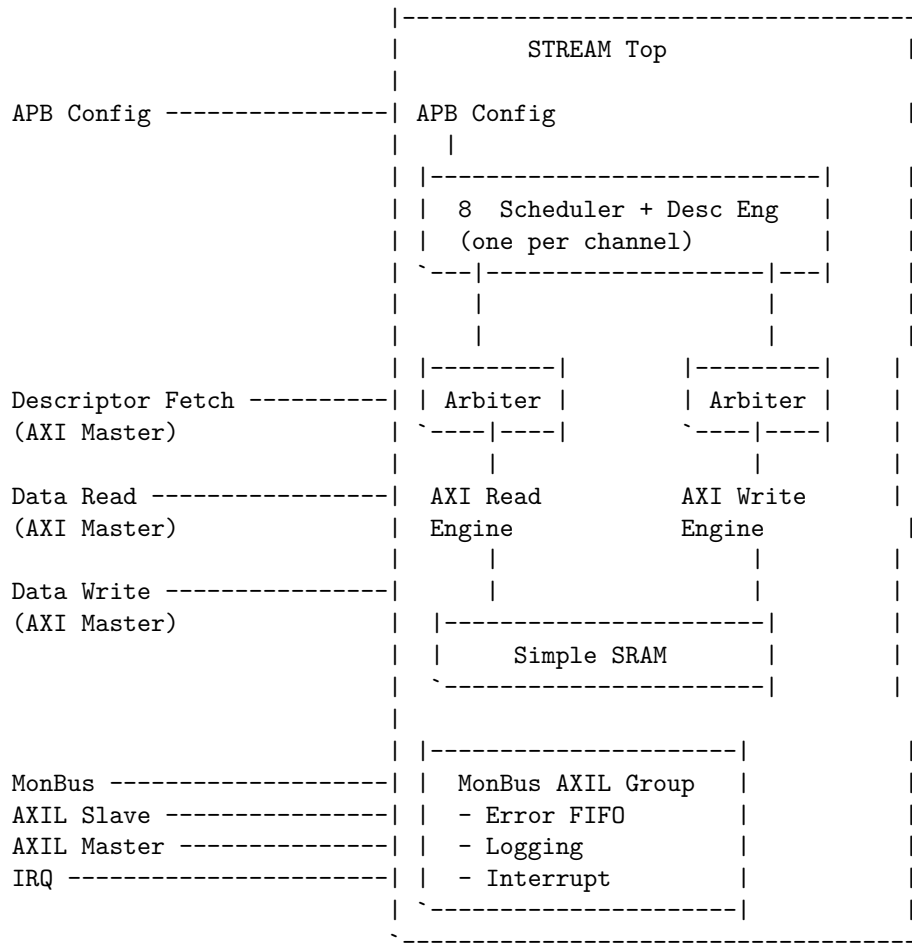 STREAM Top
APB Config APB Config
8 Scheduler + Desc Eng
(one per channel)
Descriptor Fetch Arbiter Arbiter
(AXI Master)
Data Read AXI Read AXI Write
(AXI Master) Engine Engine
Data Write
(AXI Master)
Simple SRAM
MonBus MonBus AXIL Group
AXIL Slave - Error FIFO
AXIL Master - Logging
IRQ - Interrupt